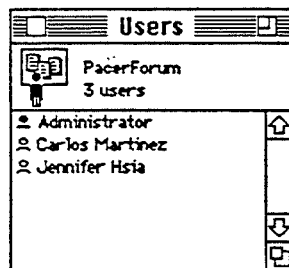 Users
PacerForum
3 users
Administrator
Carlos Martinez
Jennifer Hsia